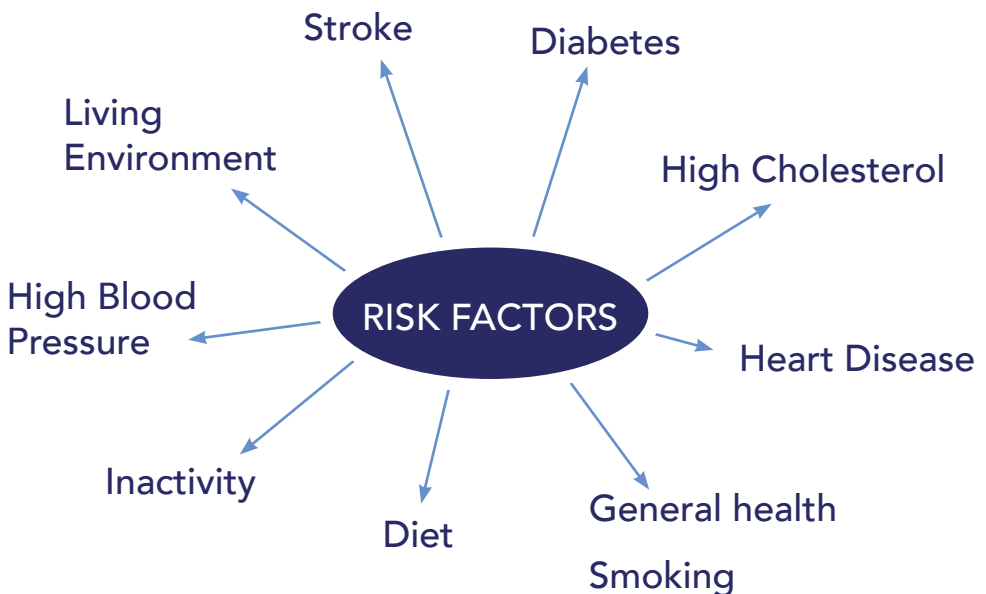 Stroke
Diabetes
Living
Environment
High Cholesterol
High Blood
Pressure
RISK FACTORS
Heart Disease
Inactivity
Diet
General health
Smoking